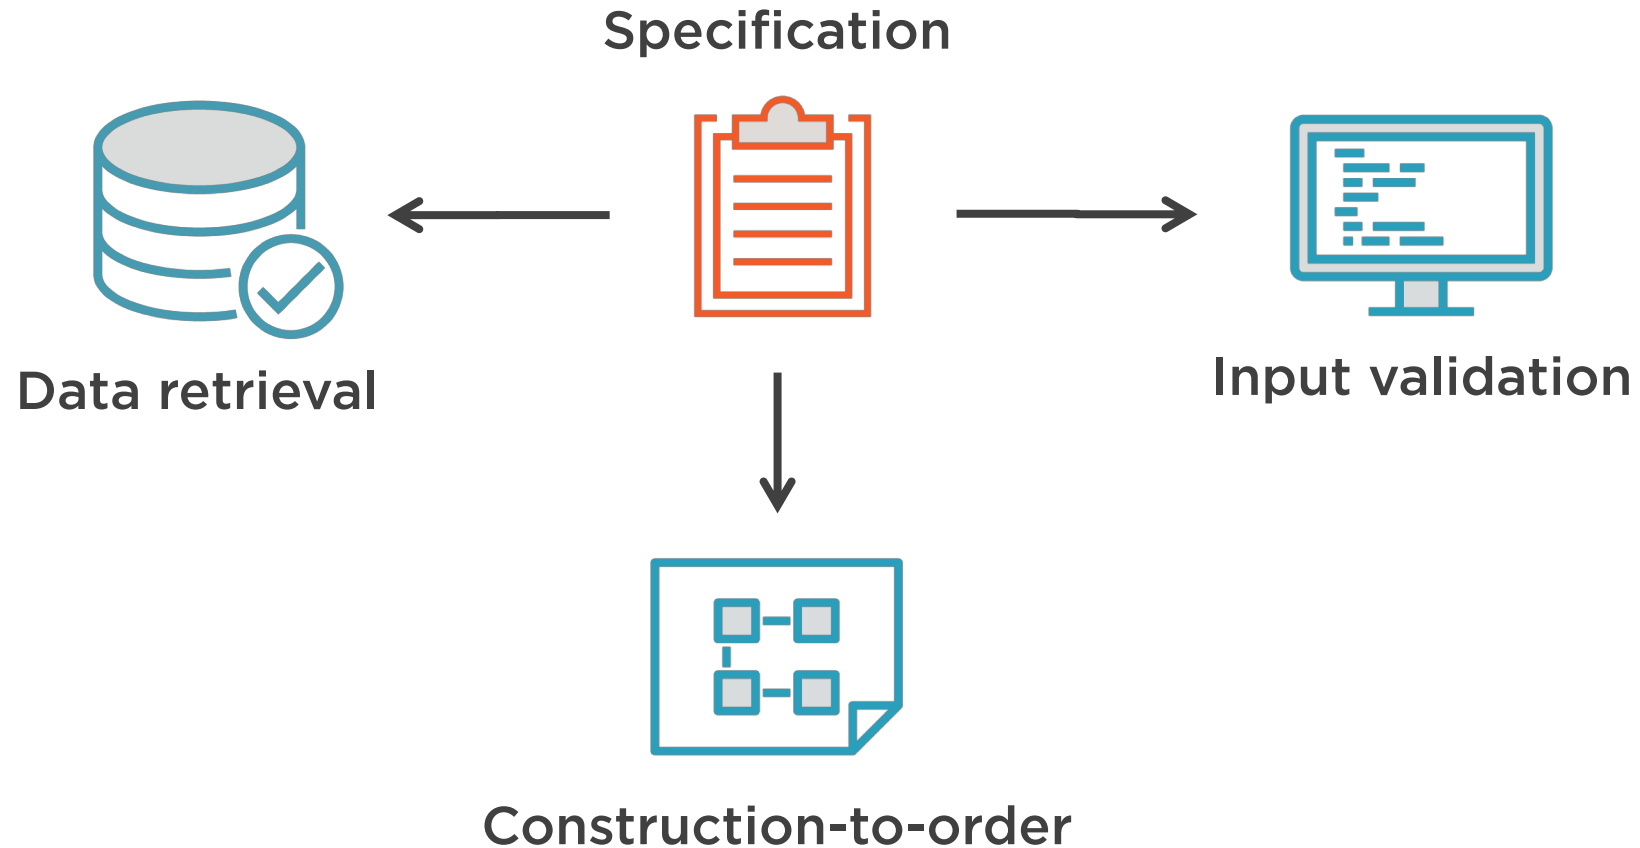 Specification
Data retrieval
Input validation
Construction-to-order